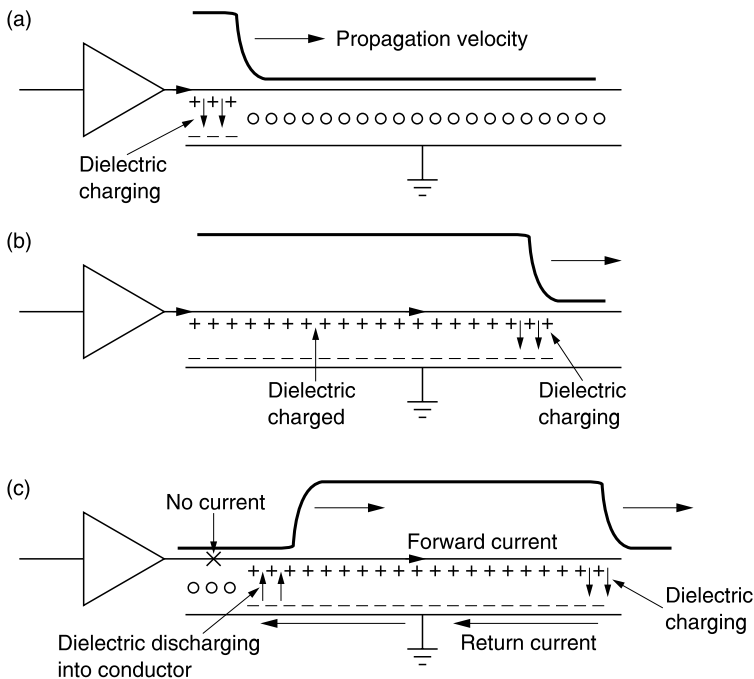 (a)
Propagation velocity
+ + +
Dielectric
charging
(b)
+ + + + + + + + + + + + + + + + + + + +
Dielectric
charged
Dielectric
charging
(c)
No current
Forward current
+ + + + + + + + + + + + + + + + + + + +
Dielectric
charging
Dielectric discharging
into conductor
Return current